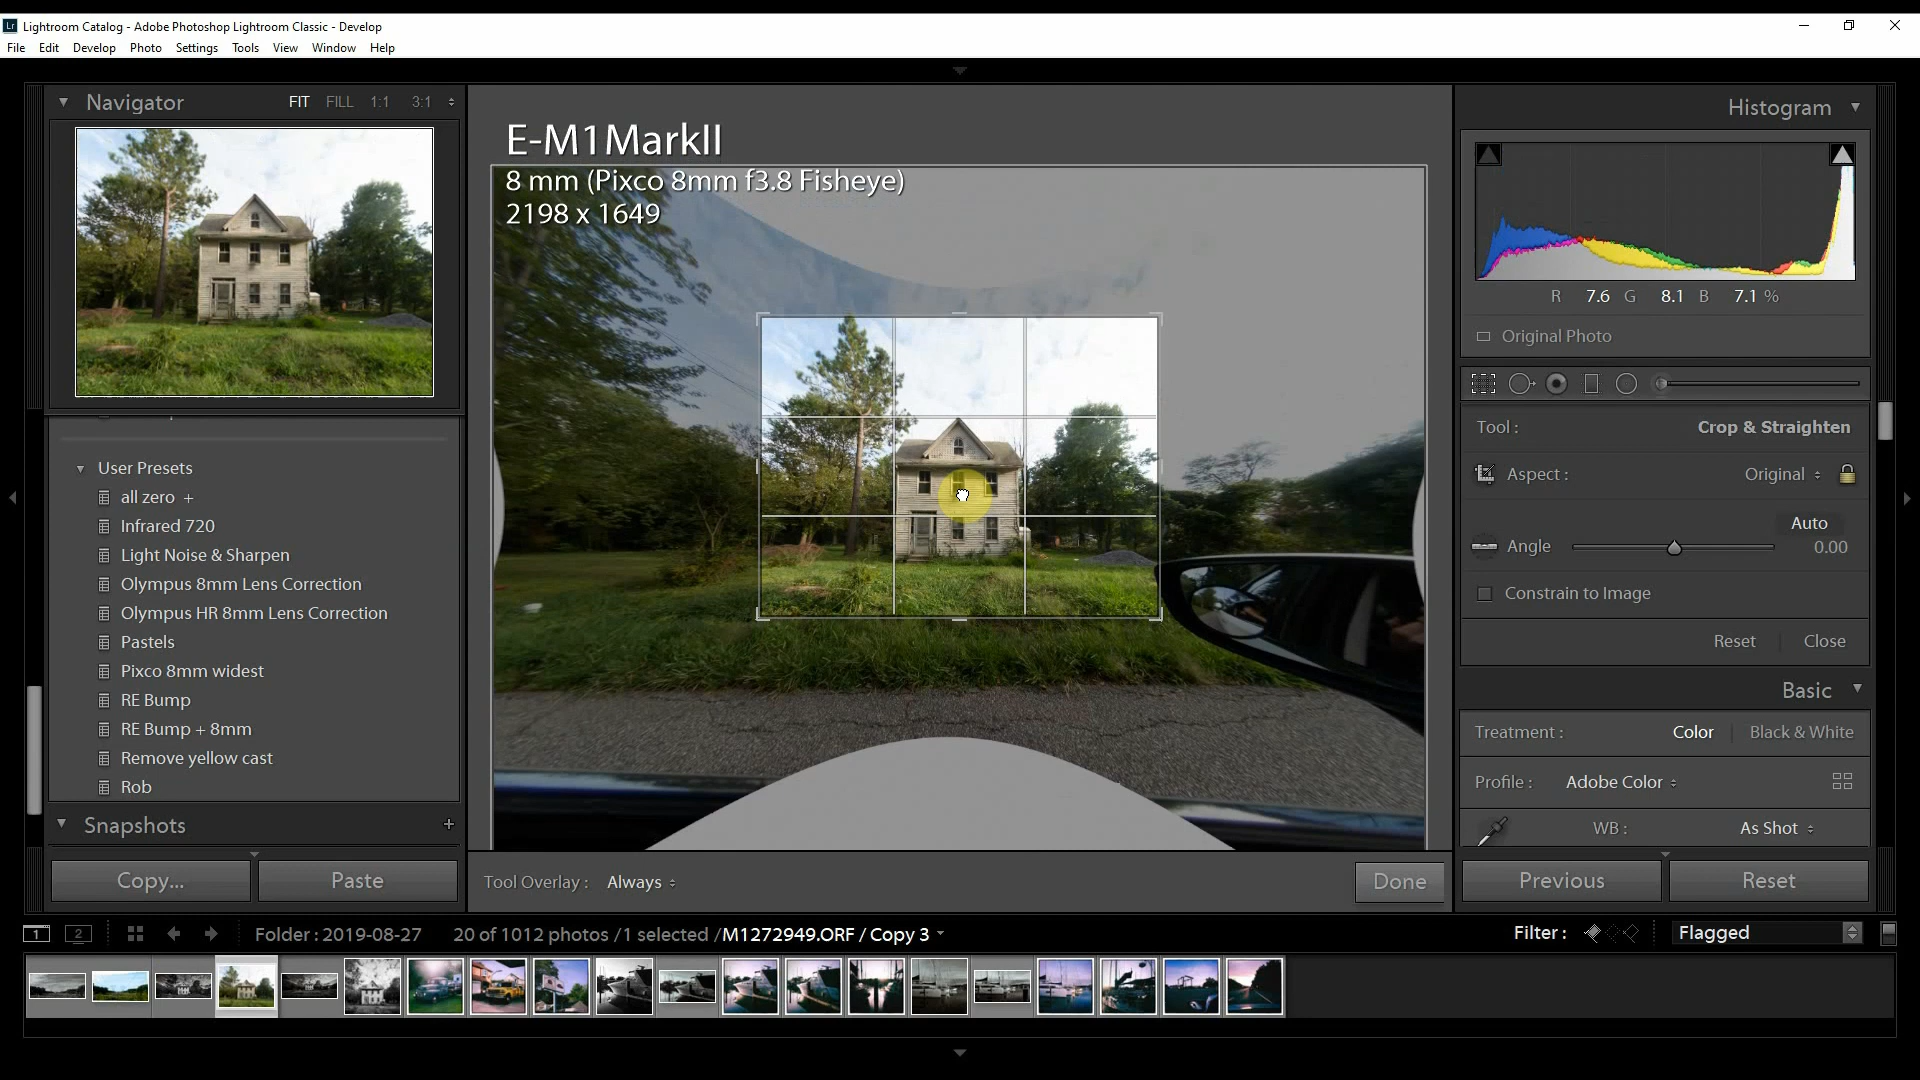 Lr Lightroom Catalog - Adobe Photoshop Lightroom Classic - Develop
File Edit Develop Photo Settings Tools View Window Help
Navigator FIT FILL 1:1 3:1
User Presets
all zero +
Infrared 720
Light Noise & Sharpen
Olympus 8mm Lens Correction
Olympus HR 8mm Lens Correction
Pastels
Pixco 8mm widest
RE Bump
RE Bump + 8mm
Remove yellow cast
Rob
Snapshots +
Copy... Paste
E-M1MarkII
8 mm (Pixco 8mm f3.8 Fisheye)
2198 x 1649
Tool Overlay : Always Done
Histogram
R 7.6 G 8.1 B 7.1 %
Original Photo
Tool : Crop & Straighten
Aspect : Original
Auto
Angle 0.00
Constrain to Image
Reset Close
Basic
Treatment : Color Black & White
Profile : Adobe Color
WB : As Shot
Previous Reset
1 2 Folder : 2019-08-27 20 of 1012 photos /1 selected /M1272949.ORF / Copy 3 Filter : Flagged